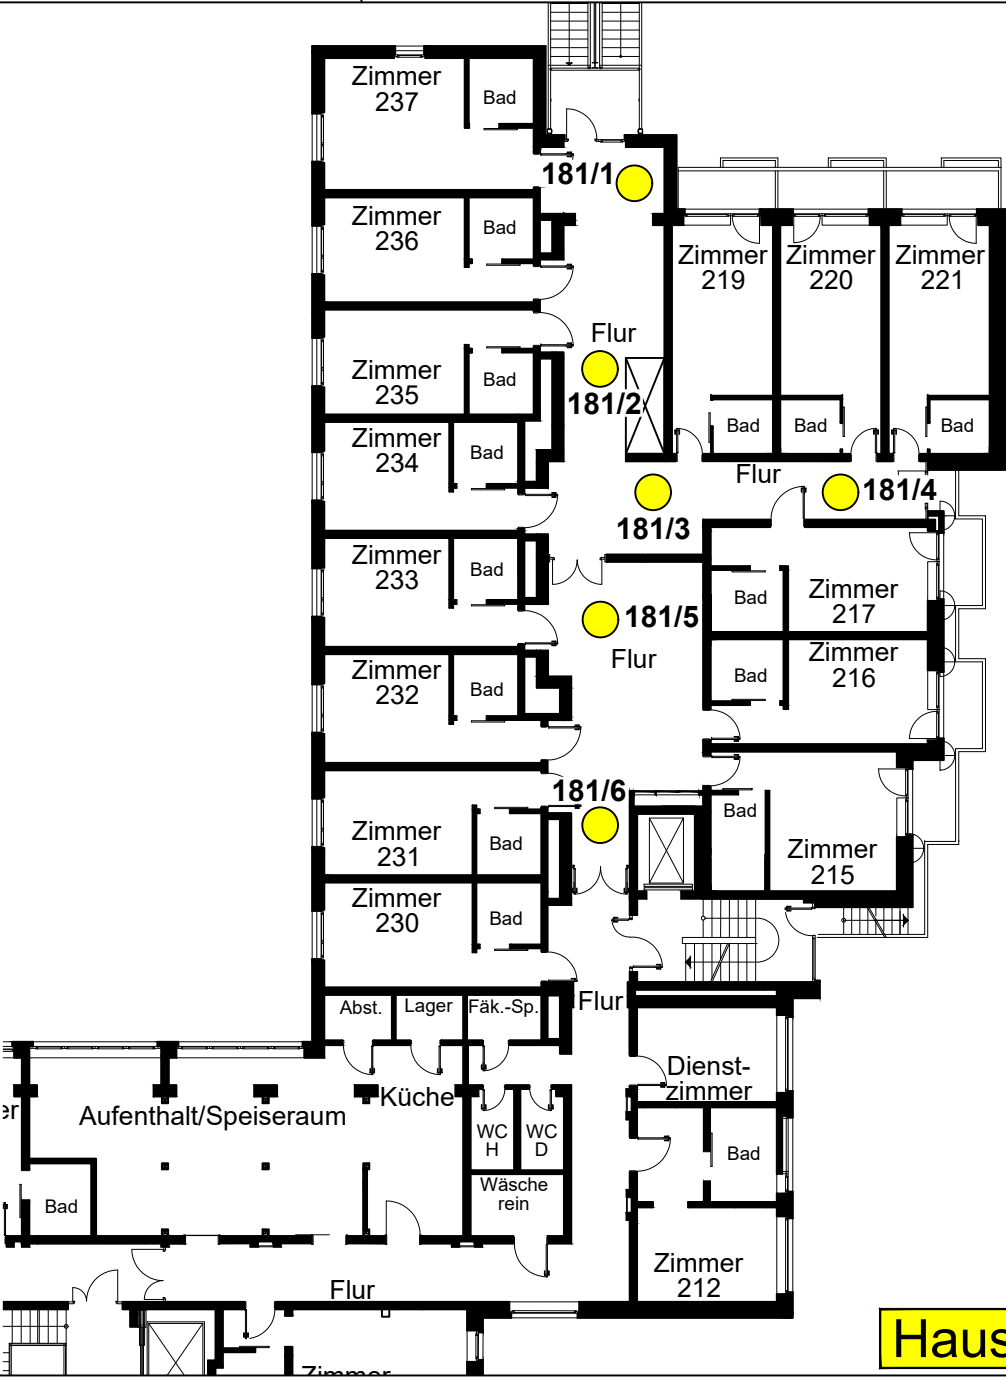 Zimmer
237
Bad
181/1
Zimmer
236
Bad
Zimmer
219
Zimmer
220
Zimmer
221
Flur
Zimmer
235
Bad
181/2
Bad
Bad
Bad
Zimmer
234
Bad
Flur
181/4
181/3
Zimmer
233
Bad
Bad
Zimmer
217
181/5
Flur
Zimmer
216
Bad
Zimmer
232
Bad
181/6
Bad
Zimmer
231
Bad
Zimmer
215
Zimmer
230
Bad
Abst.
Lager
Fäk.-Sp.
Flur
Dienst-
zimmer
Küche
er
Aufenthalt/Speiseraum
WC
H
WC
D
Bad
Wäsche
rein
Bad
Zimmer
212
Flur
Haus
Zimmer